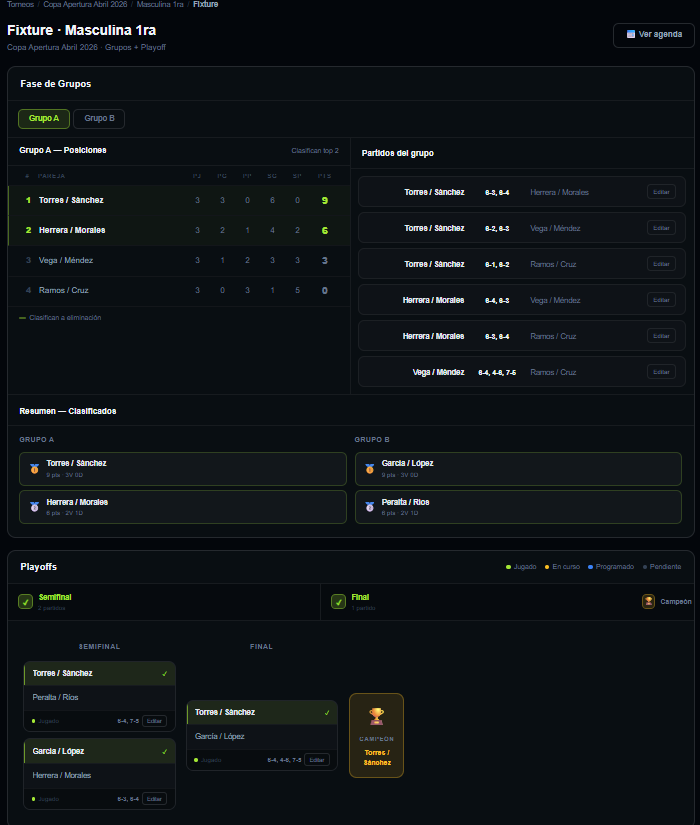 Torneos / Copa Apertura Abril 2026 / Masculina 1ra / Fixture
Fixture · Masculina 1ra
Copa Apertura Abril 2026 · Grupos + Playoff
Ver agenda
Fase de Grupos
Grupo A
Grupo B
Grupo A — Posiciones
Clasifican top 2
# PAREJA PJ PG PP SG SP PTS
1 Torres / Sánchez 3 3 0 6 0 9
2 Herrera / Morales 3 2 1 4 2 6
3 Vega / Méndez 3 1 2 3 3 3
4 Ramos / Cruz 3 0 3 1 5 0
Clasifican a eliminación
Partidos del grupo
Torres / Sánchez 6-3, 6-4 Herrera / Morales Editar
Torres / Sánchez 6-2, 6-3 Vega / Méndez Editar
Torres / Sánchez 6-1, 6-2 Ramos / Cruz Editar
Herrera / Morales 6-4, 6-3 Vega / Méndez Editar
Herrera / Morales 6-3, 6-4 Ramos / Cruz Editar
Vega / Méndez 6-4, 4-6, 7-5 Ramos / Cruz Editar
Resumen — Clasificados
GRUPO A
Torres / Sánchez
9 pts · 3V 0D
Herrera / Morales
6 pts · 2V 1D
GRUPO B
García / López
9 pts · 3V 0D
Peralta / Ríos
6 pts · 2V 1D
Playoffs
Jugado
En curso
Programado
Pendiente
Semifinal
2 partidos
Final
1 partido
Campeón
SEMIFINAL
Torres / Sánchez
Peralta / Ríos
Jugado 6-4, 7-5 Editar
García / López
Herrera / Morales
Jugado 6-3, 6-4 Editar
FINAL
Torres / Sánchez
García / López
Jugado 6-4, 4-6, 7-5 Editar
CAMPEÓN
Torres /
Sánchez